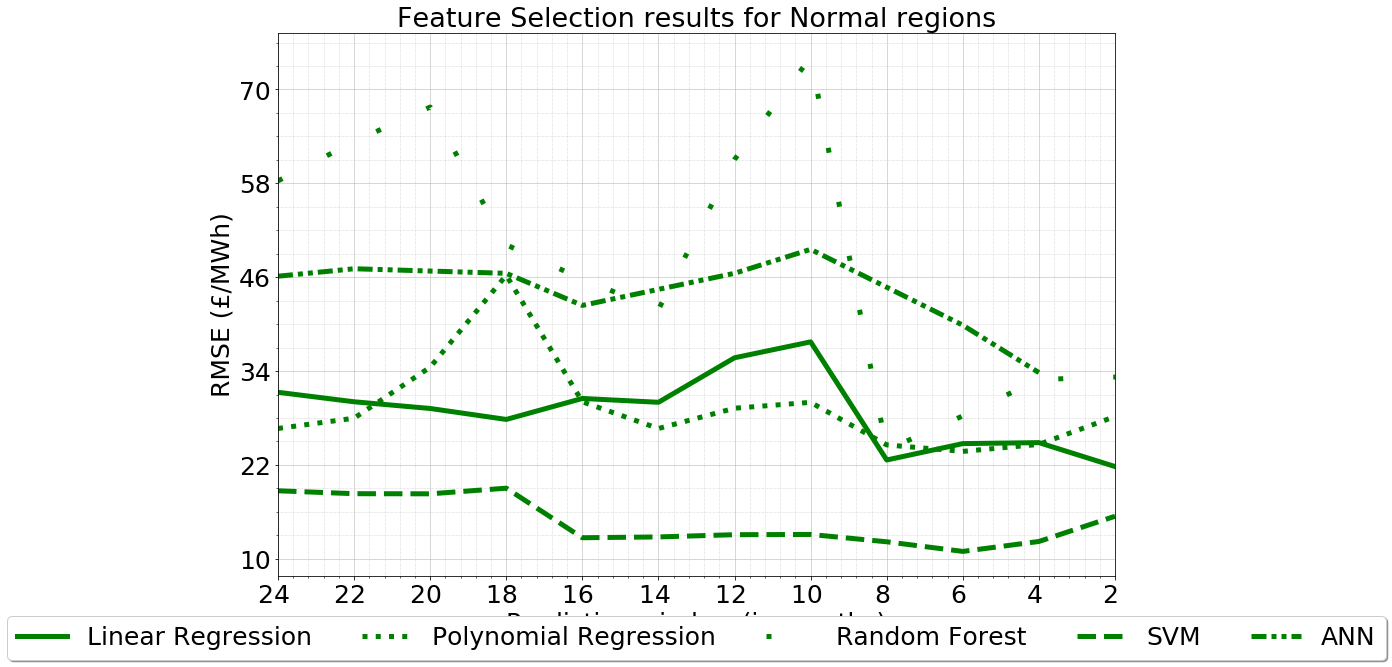 Feature Selection results for Normal regions
RMSE (£/MWh)
70
58
46
34
22
10
24 22 20 18 16 14 12 10 8 6 4 2
Linear Regression Polynomial Regression Random Forest SVM ANN